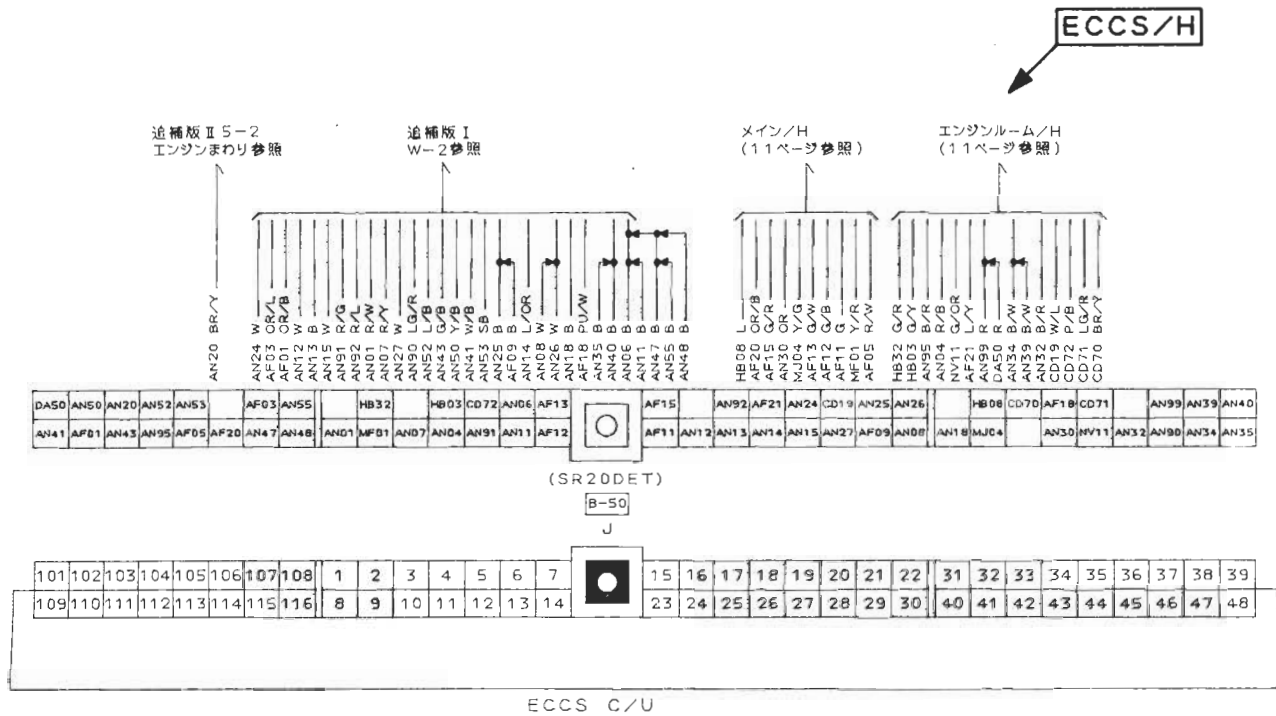 ECCS/H
追補版Ⅱ 5-2
エンジンまわり参照
追補版Ⅰ
W-2参照
メイン/H
(11ページ参照)
エンジンルーム/H
(11ページ参照)
AN20 BR/Y
AN24 W
AF03 OR/L
AF01 OR/B
AN12 W
AN13 B
AN15 W
AN91 R/G
AN92 R/L
AN01 R/W
AN07 R/Y
AN27 W
AN90 LG/R
AN52 L/B
AN43 G/B
AN50 Y/B
AN41 W/B
AN53 SB
AN25 B
AF09 B
AN14 L/OR
AN08 W
AN26 W
AN18 B
AF18 PU/W
AN35 B
AN40 B
AN06 B
AN11 B
AN47 B
AN55 B
AN48 B
HB08 L
AF20 OR/B
AF15 G/R
AN30 OR
MJ04 Y/G
AF13 G/W
AF12 G/B
AF11 G
MF01 Y/R
AF05 R/W
HB32 G/R
HB03 G/Y
AN95 B/R
AN04 R/B
NV11 G/OR
AF21 L/Y
AN99 R
DA50 R
AN34 B/W
AN39 B/W
AN32 B/R
CD19 W/L
CD72 P/B
CD71 LG/R
CD70 BR/Y
DA50 AN50 AN20 AN52 AN53 AF03 AN55 HB32 HB03 CD72 AN06 AF13 AF15 AN92 AF21 AN24 CD19 AN25 AN26 HB08 CD70 AF18 CD71 AN99 AN39 AN40
AN41 AF01 AN43 AN95 AF05 AF20 AN47 AN48 AN01 MF01 AN07 AN04 AN91 AN11 AF12 AF11 AN12 AN13 AN14 AN15 AN27 AF09 AN08 AN18 MJ04 AN30 NV11 AN32 AN90 AN34 AN35
(SR20DET)
B-50
J
101 102 103 104 105 106 107 108 1 2 3 4 5 6 7 15 16 17 18 19 20 21 22 31 32 33 34 35 36 37 38 39
109 110 111 112 113 114 115 116 8 9 10 11 12 13 14 23 24 25 26 27 28 29 30 40 41 42 43 44 45 46 47 48
ECCS C/U